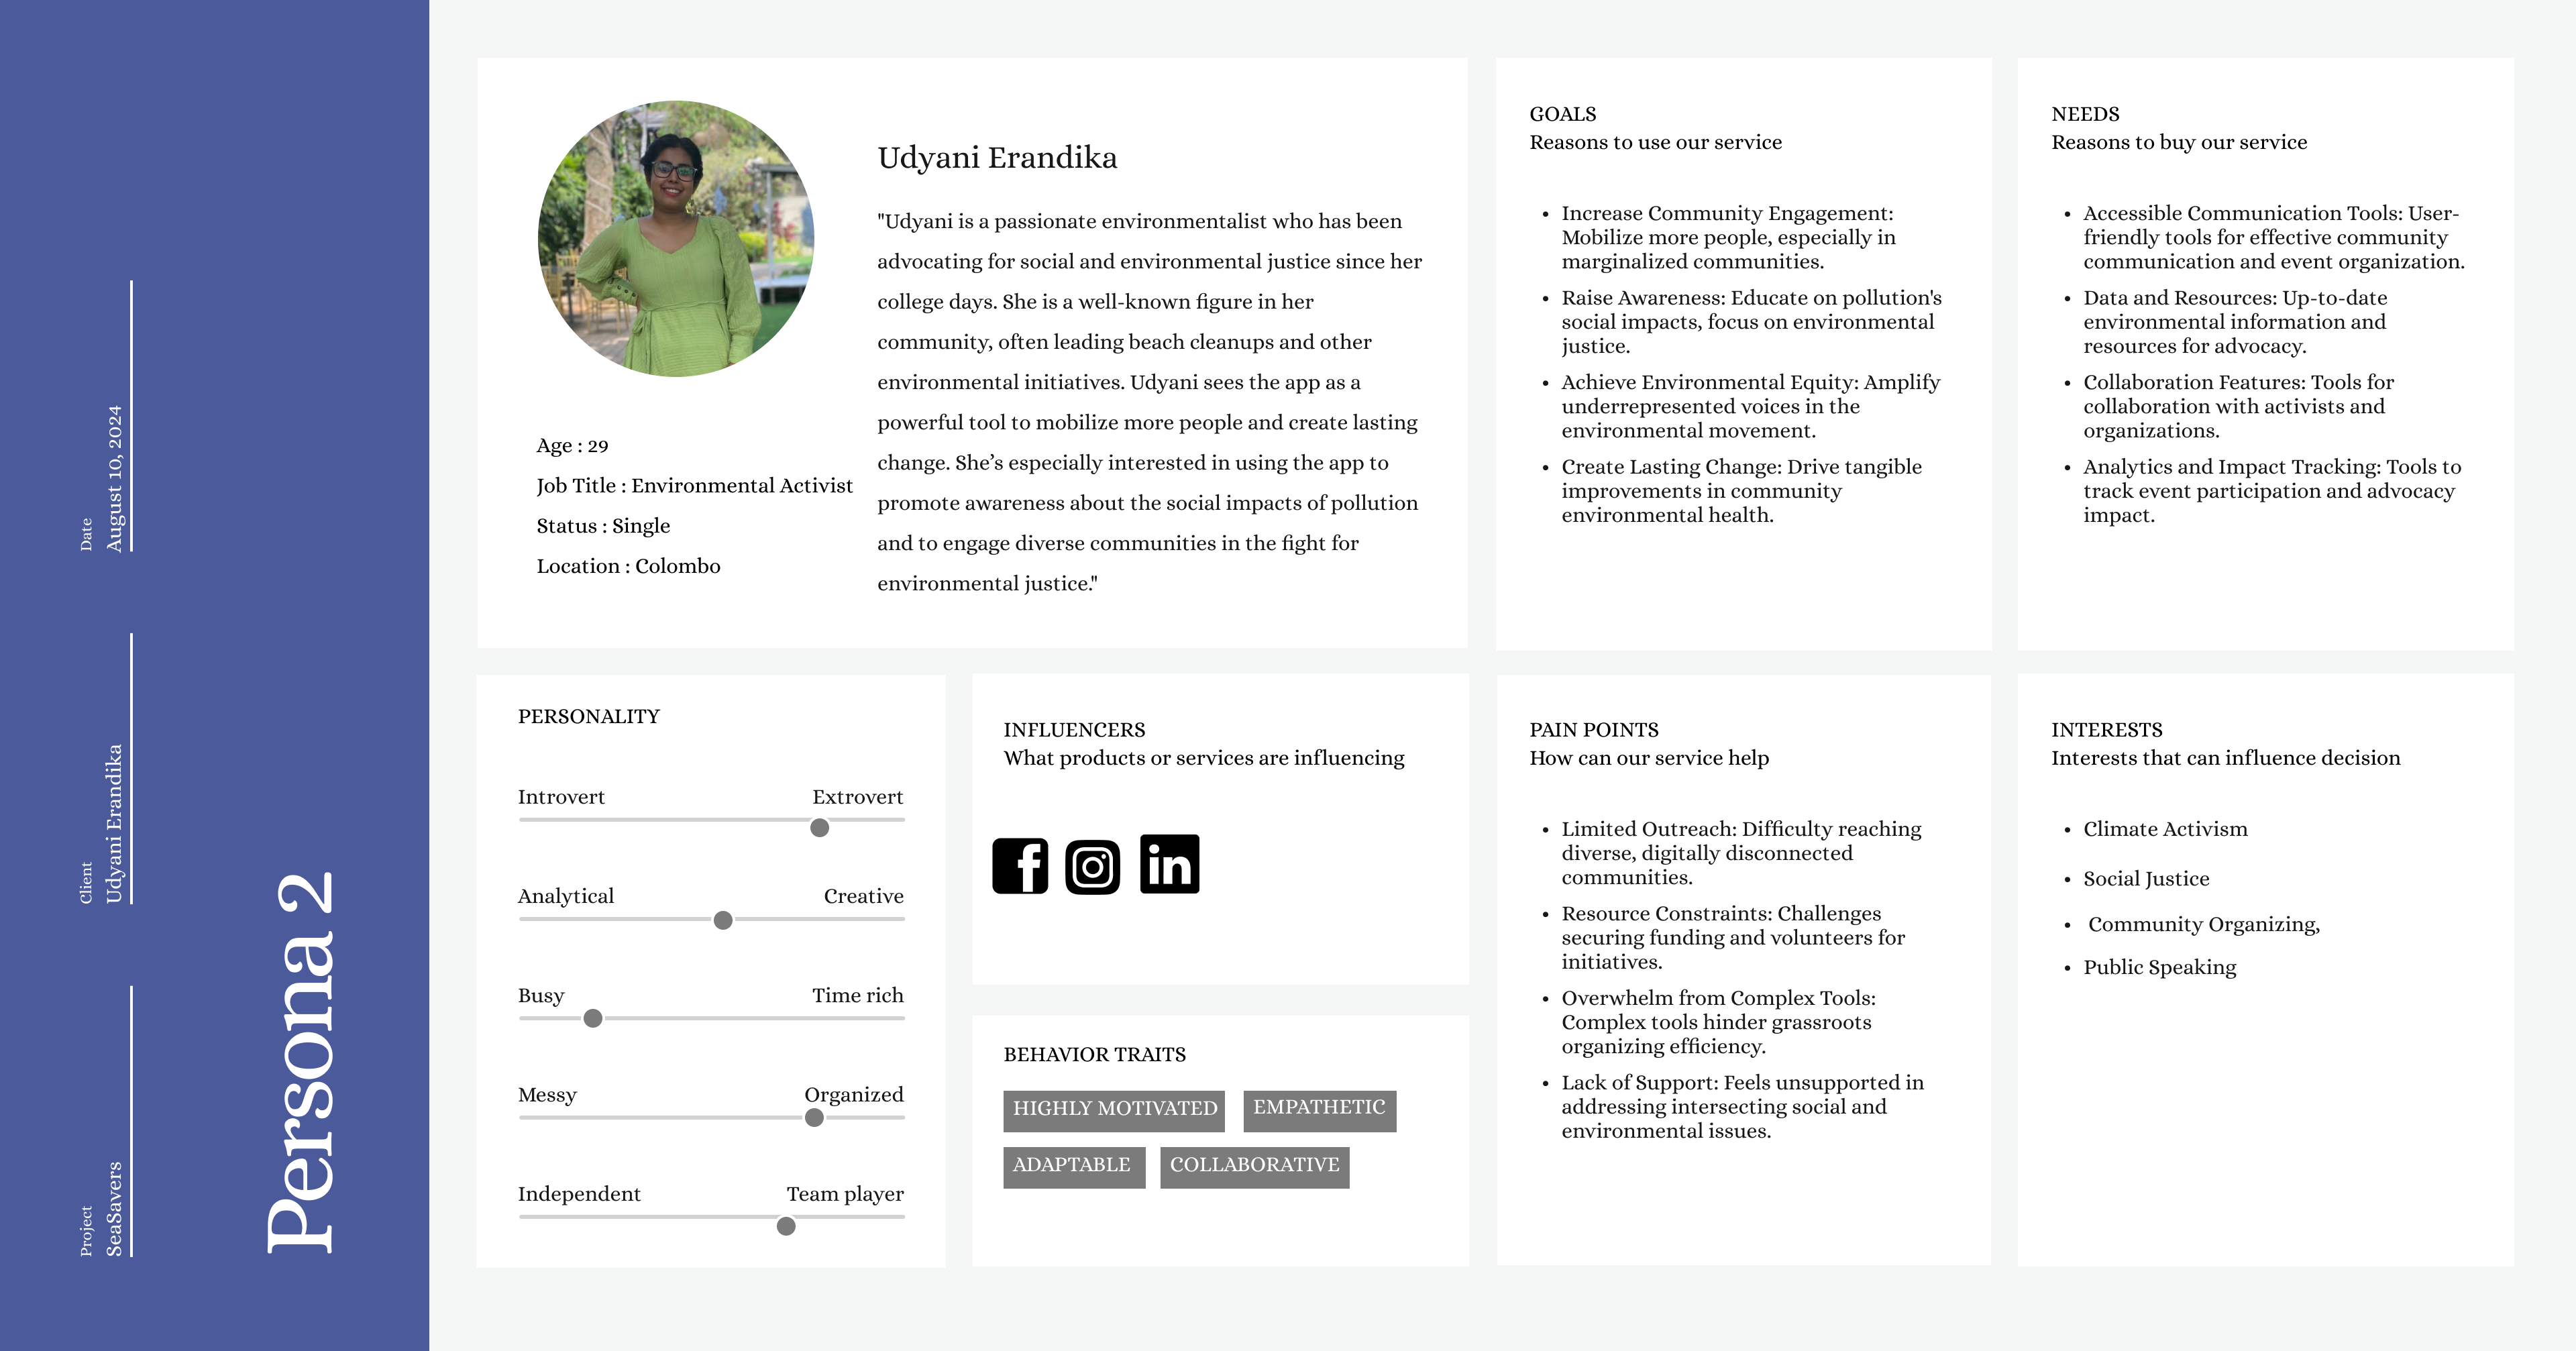 Persona 2
Project
SeaSavers
Client
Udyani Erandika
Date
August 10, 2024
Udyani Erandika
"Udyani is a passionate environmentalist who has been
advocating for social and environmental justice since her
college days. She is a well-known figure in her
community, often leading beach cleanups and other
environmental initiatives. Udyani sees the app as a
powerful tool to mobilize more people and create lasting
change. She’s especially interested in using the app to
promote awareness about the social impacts of pollution
and to engage diverse communities in the fight for
environmental justice."
Age : 29
Job Title : Environmental Activist
Status : Single
Location : Colombo
GOALS
Reasons to use our service
• Increase Community Engagement:
Mobilize more people, especially in
marginalized communities.
• Raise Awareness: Educate on pollution's
social impacts, focus on environmental
justice.
• Achieve Environmental Equity: Amplify
underrepresented voices in the
environmental movement.
• Create Lasting Change: Drive tangible
improvements in community
environmental health.
NEEDS
Reasons to buy our service
• Accessible Communication Tools: User-
friendly tools for effective community
communication and event organization.
• Data and Resources: Up-to-date
environmental information and
resources for advocacy.
• Collaboration Features: Tools for
collaboration with activists and
organizations.
• Analytics and Impact Tracking: Tools to
track event participation and advocacy
impact.
PERSONALITY
Introvert Extrovert
Analytical Creative
Busy Time rich
Messy Organized
Independent Team player
INFLUENCERS
What products or services are influencing
f in
BEHAVIOR TRAITS
HIGHLY MOTIVATED EMPATHETIC
ADAPTABLE COLLABORATIVE
PAIN POINTS
How can our service help
• Limited Outreach: Difficulty reaching
diverse, digitally disconnected
communities.
• Resource Constraints: Challenges
securing funding and volunteers for
initiatives.
• Overwhelm from Complex Tools:
Complex tools hinder grassroots
organizing efficiency.
• Lack of Support: Feels unsupported in
addressing intersecting social and
environmental issues.
INTERESTS
Interests that can influence decision
• Climate Activism
• Social Justice
• Community Organizing,
• Public Speaking